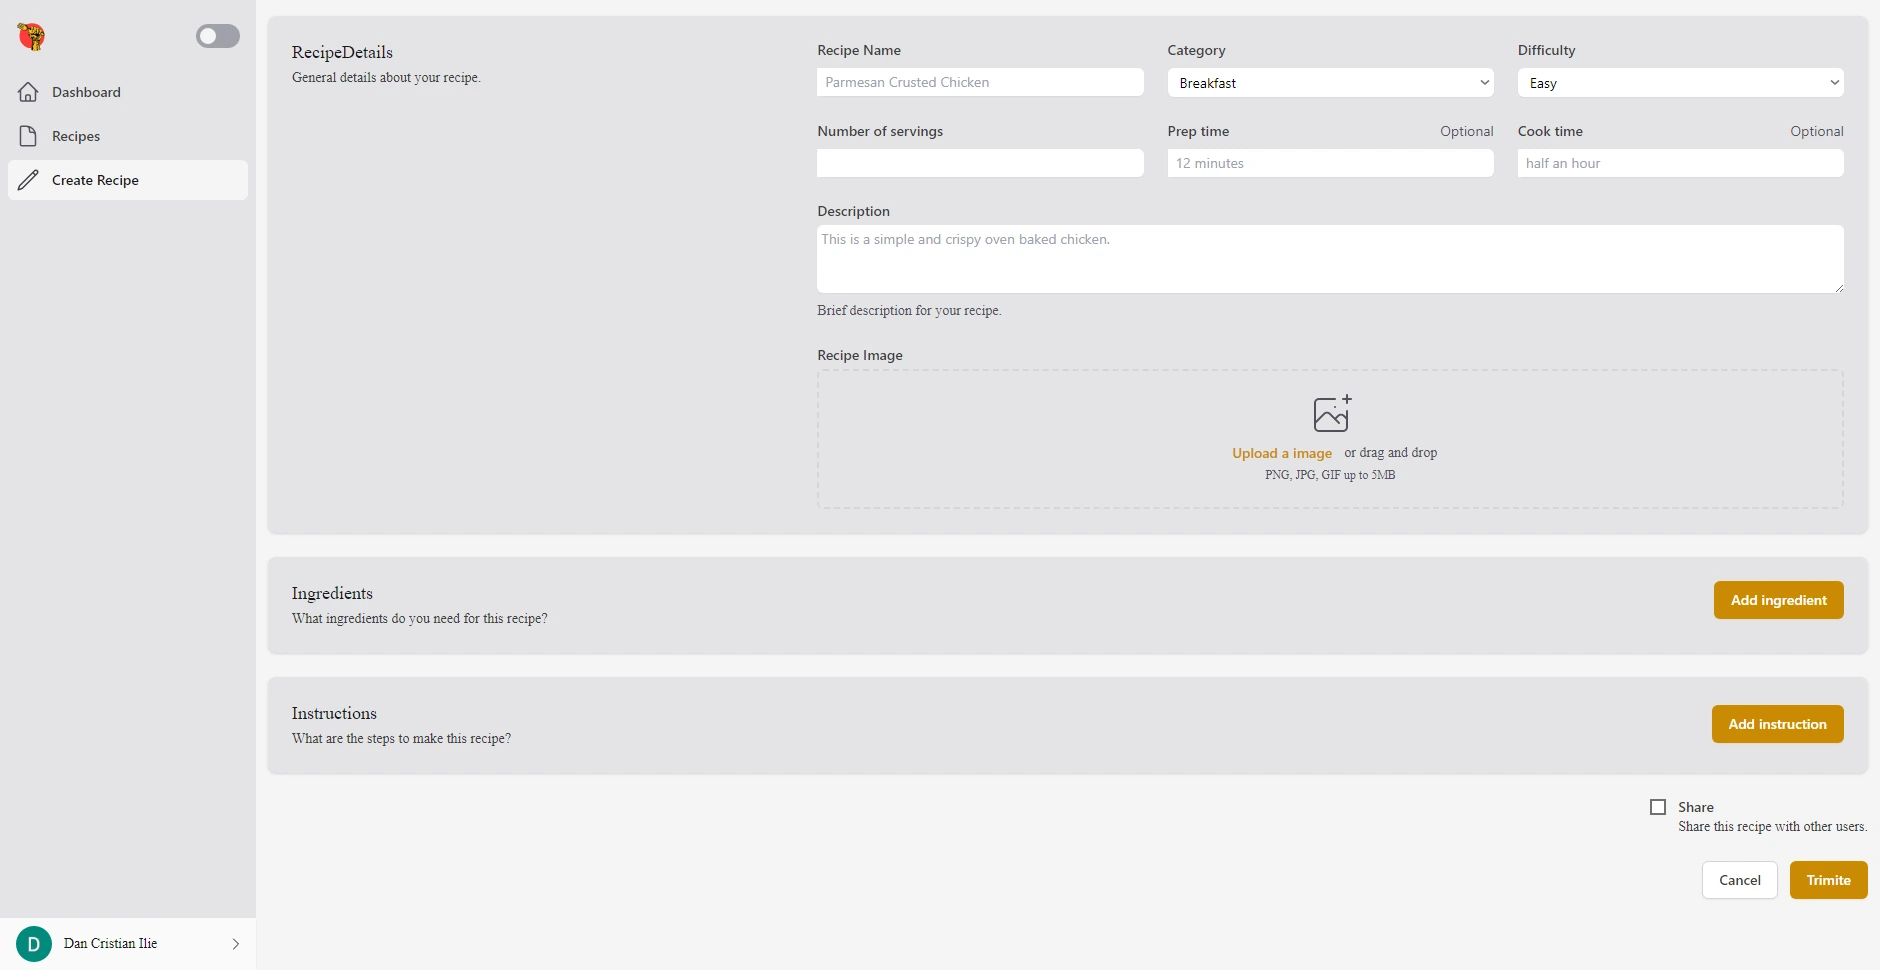 Dashboard
Recipes
Create Recipe
D
Dan Cristian Ilie
RecipeDetails
General details about your recipe.
Recipe Name
Parmesan Crusted Chicken
Category
Breakfast
Difficulty
Easy
Number of servings
Prep time
Optional
12 minutes
Cook time
Optional
half an hour
Description
This is a simple and crispy oven baked chicken.
Brief description for your recipe.
Recipe Image
Upload a image or drag and drop
PNG, JPG, GIF up to 5MB
Ingredients
What ingredients do you need for this recipe?
Add ingredient
Instructions
What are the steps to make this recipe?
Add instruction
Share
Share this recipe with other users.
Cancel
Trimite